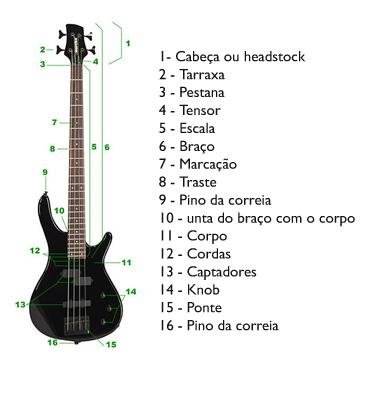 1
2
3
4
7
8
5
6
9
10
12
11
13
14
16
15
1- Cabeça ou headstock
2 - Tarraxa
3 - Pestana
4 - Tensor
5 - Escala
6 - Braço
7 - Marcação
8 - Traste
9 - Pino da correia
10 - unta do braço com o corpo
11 - Corpo
12 - Cordas
13 - Captadores
14 - Knob
15 - Ponte
16 - Pino da correia